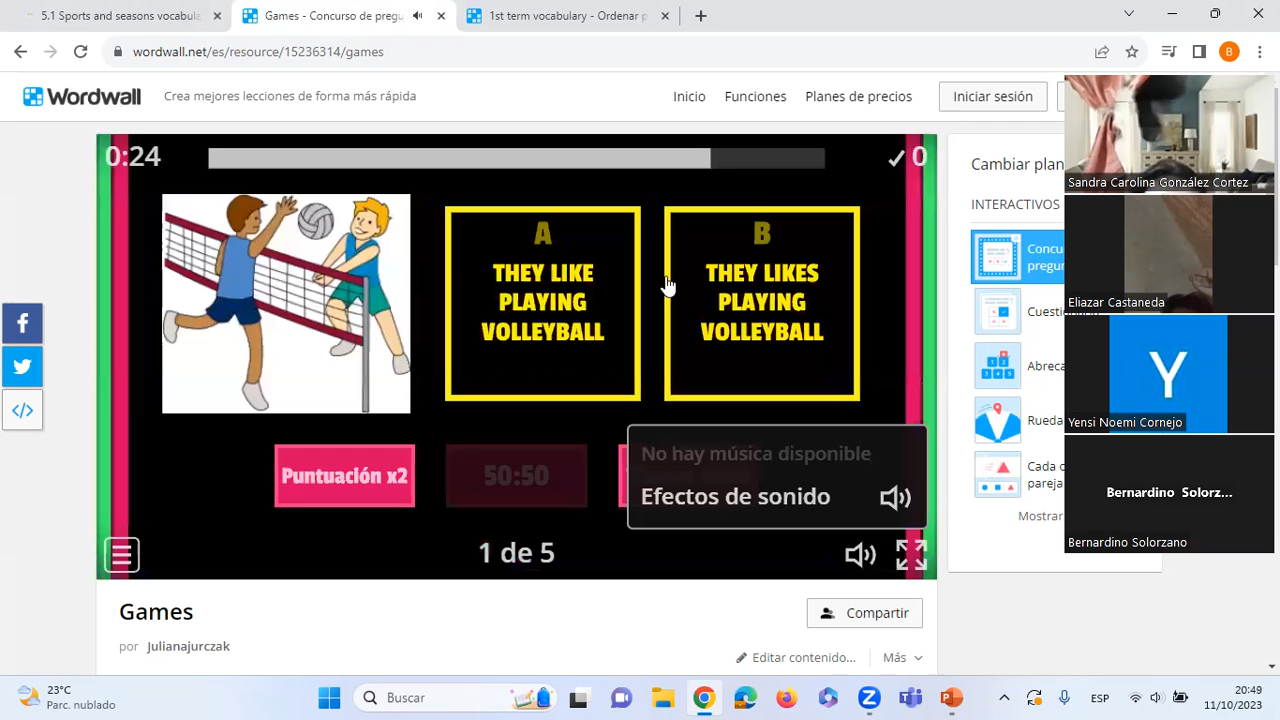 5.1 Sports and seasons vocabula
Games - Concurso de pregu
1st term vocabulary - Ordenar p
wordwall.net/es/resource/15236314/games
B
Wordwall
Crea mejores lecciones de forma más rápida
Inicio
Funciones
Planes de precios
Iniciar sesión
0:24
0
A
THEY LIKE
PLAYING
VOLLEYBALL
B
THEY LIKES
PLAYING
VOLLEYBALL
Puntuación x2
50:50
No hay música disponible
Efectos de sonido
1 de 5
Cambiar plan
INTERACTIVOS
Concu
pregun
Cuesti
Abreca
Rueda
Cada o
pareja
Mostrar
Sandra Carolina González Cortez
Eliazar Castaneda
Y
Yensi Noemi Cornejo
Bernardino Solorz...
Bernardino Solorzano
Games
por Julianajurczak
Compartir
Editar contenido...
Más
23°C
Parc. nublado
Buscar
ESP
20:49
11/10/2023